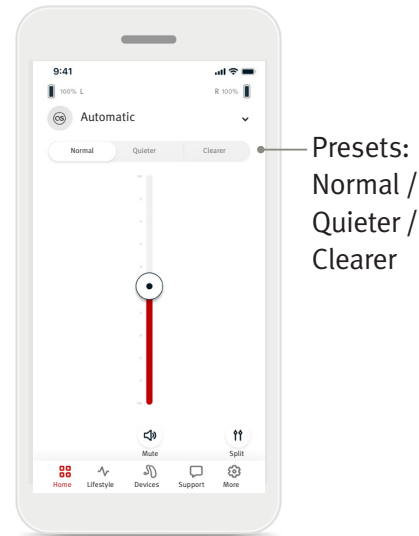 9:41
100% L
R 100%
Automatic
Normal
Quieter
Clearer
Presets:
Normal /
Quieter /
Clearer
Mute
Split
Home
Lifestyle
Devices
Support
More